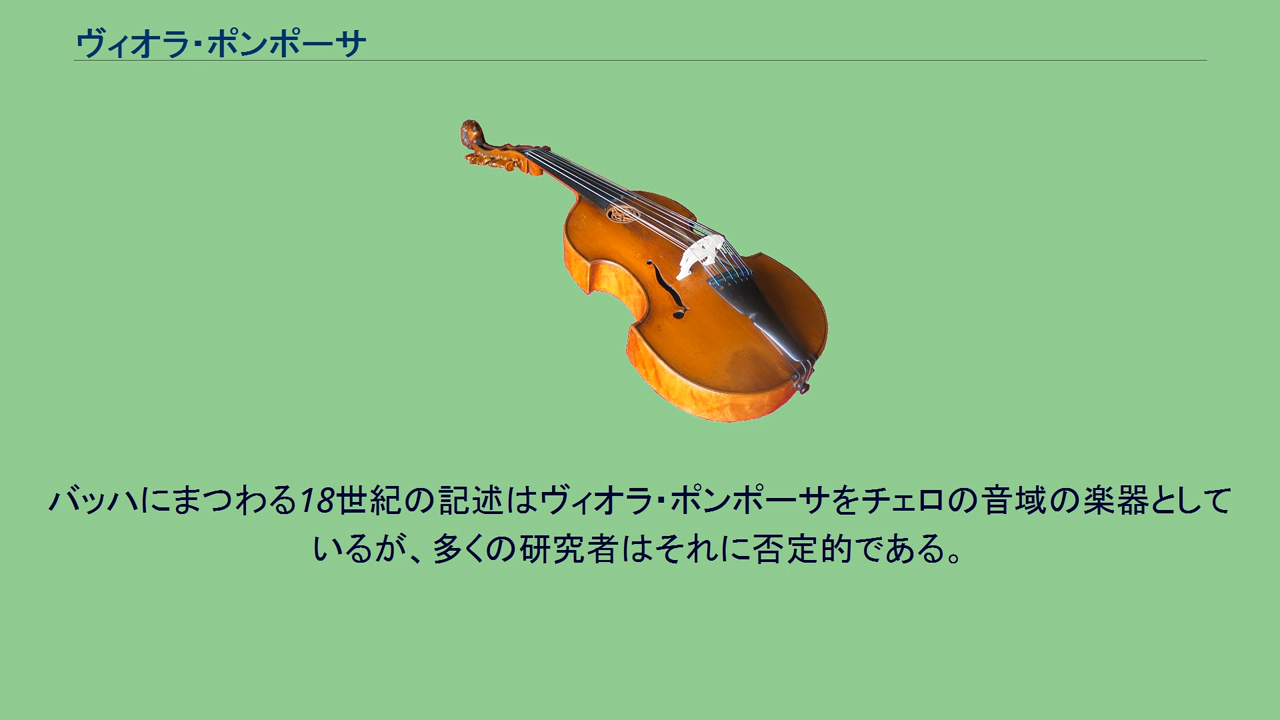 ヴィオラ・ポンポーサ
バッハにまつわる18世紀の記述はヴィオラ・ポンポーサをチェロの音域の楽器として
いるが、多くの研究者はそれに否定的である。